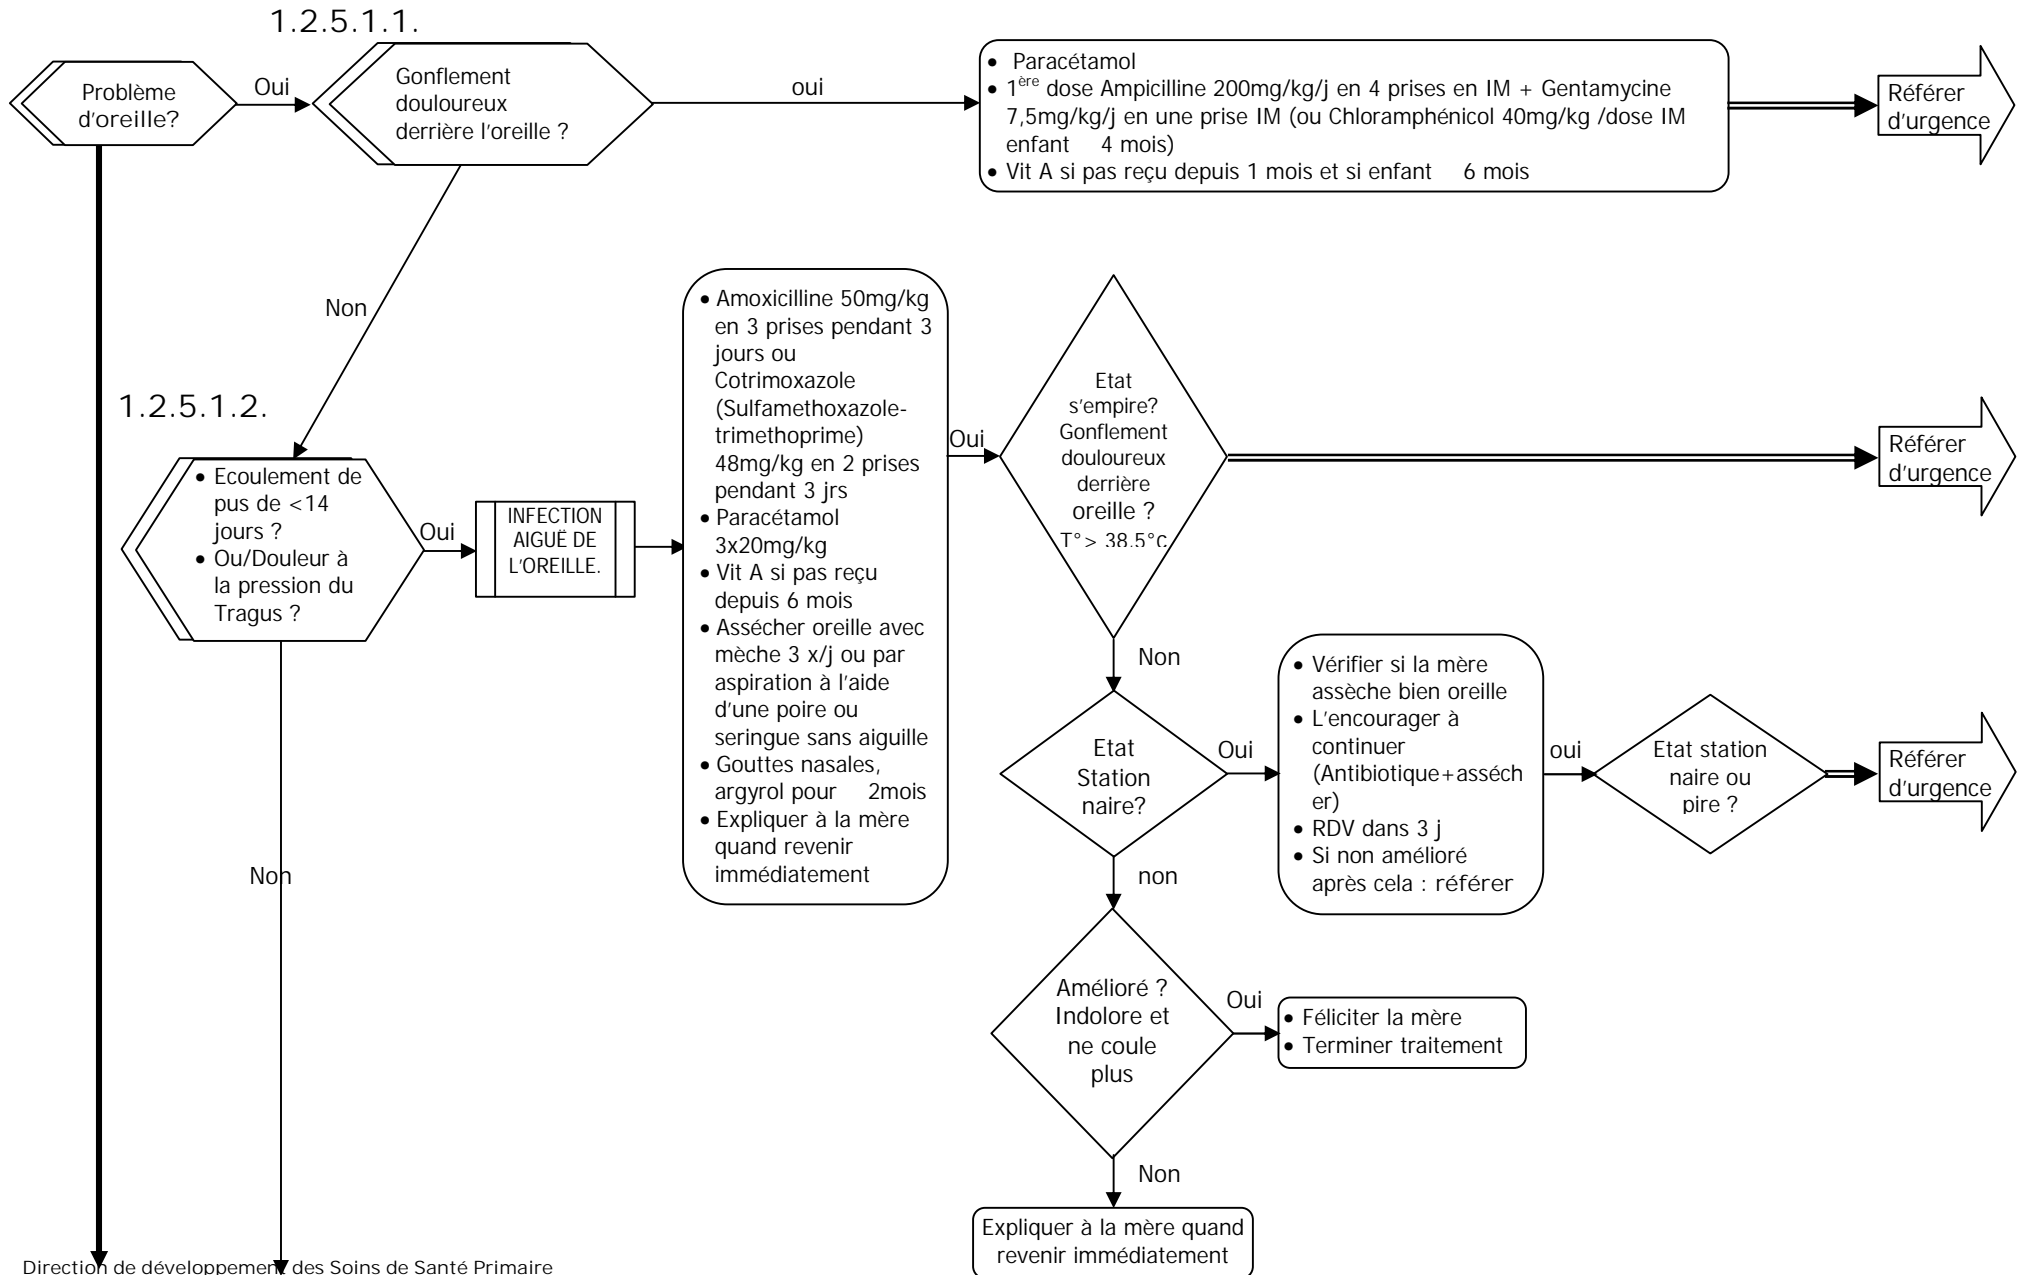 1.2.5.1.1.
Problème
d'oreille?
Oui
Gonflement
douloureux
derrière l'oreille ?
oui
• Paracétamol
• 1ère dose Ampicilline 200mg/kg/j en 4 prises en IM + Gentamycine
7,5mg/kg/j en une prise IM (ou Chloramphénicol 40mg/kg /dose IM
enfant 4 mois)
• Vit A si pas reçu depuis 1 mois et si enfant 6 mois
Référer
d'urgence
Non
1.2.5.1.2.
• Ecoulement de
pus de <14
jours ?
• Ou/Douleur à
la pression du
Tragus ?
Oui
INFECTION
AIGUË DE
L'OREILLE.
• Amoxicilline 50mg/kg
en 3 prises pendant 3
jours ou
Cotrimoxazole
(Sulfamethoxazole-
trimethoprime)
48mg/kg en 2 prises
pendant 3 jrs
• Paracétamol
3x20mg/kg
• Vit A si pas reçu
depuis 6 mois
• Assécher oreille avec
mèche 3 x/j ou par
aspiration à l'aide
d'une poire ou
seringue sans aiguille
• Gouttes nasales,
argyrol pour 2mois
• Expliquer à la mère
quand revenir
immédiatement
Oui
Etat
s'empire?
Gonflement
douloureux
derrière
oreille ?
T°> 38.5°c
Référer
d'urgence
Non
Etat
Station
naire?
Oui
• Vérifier si la mère
assèche bien oreille
• L'encourager à
continuer
(Antibiotique+asséch
er)
• RDV dans 3 j
• Si non amélioré
après cela : référer
oui
Etat station
naire ou
pire ?
Référer
d'urgence
non
Amélioré ?
Indolore et
ne coule
plus
Oui
• Féliciter la mère
• Terminer traitement
Non
Expliquer à la mère quand
revenir immédiatement
Non
Direction de développement des Soins de Santé Primaire